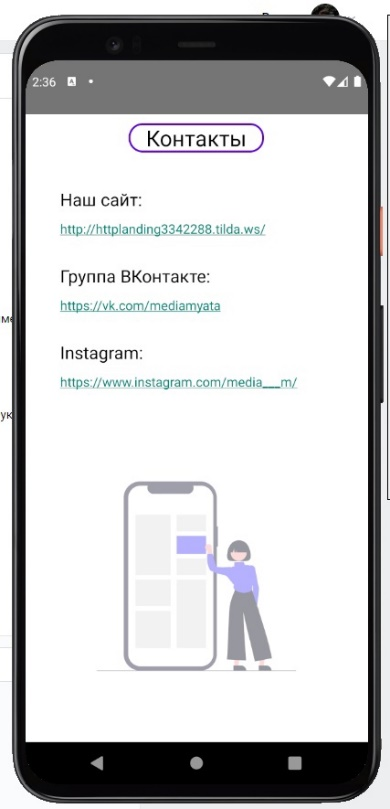 2:36
Контакты
Наш сайт:
http://httplanding3342288.tilda.ws/
Группа ВКонтакте:
https://vk.com/mediamyata
Instagram:
https://www.instagram.com/media___m/